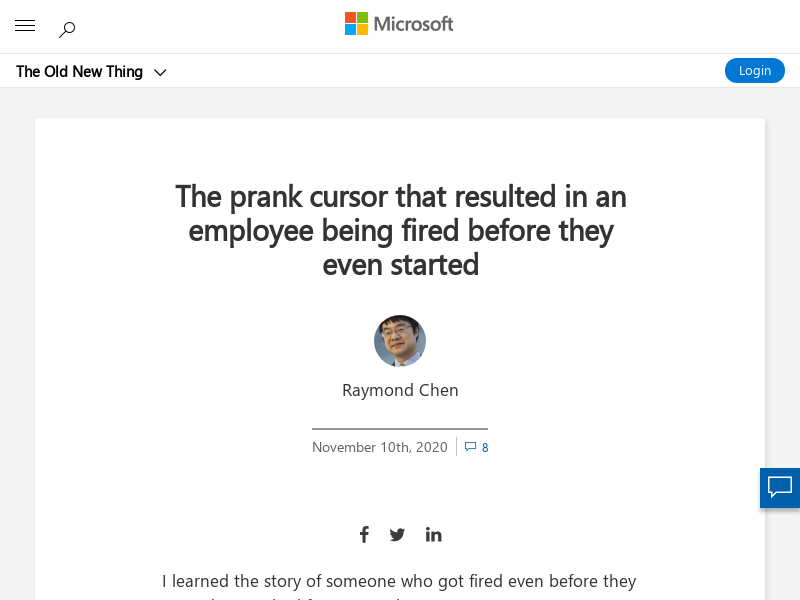 Microsoft
The Old New Thing
Login
The prank cursor that resulted in an
employee being fired before they
even started
Raymond Chen
November 10th, 2020
8
I learned the story of someone who got fired even before they